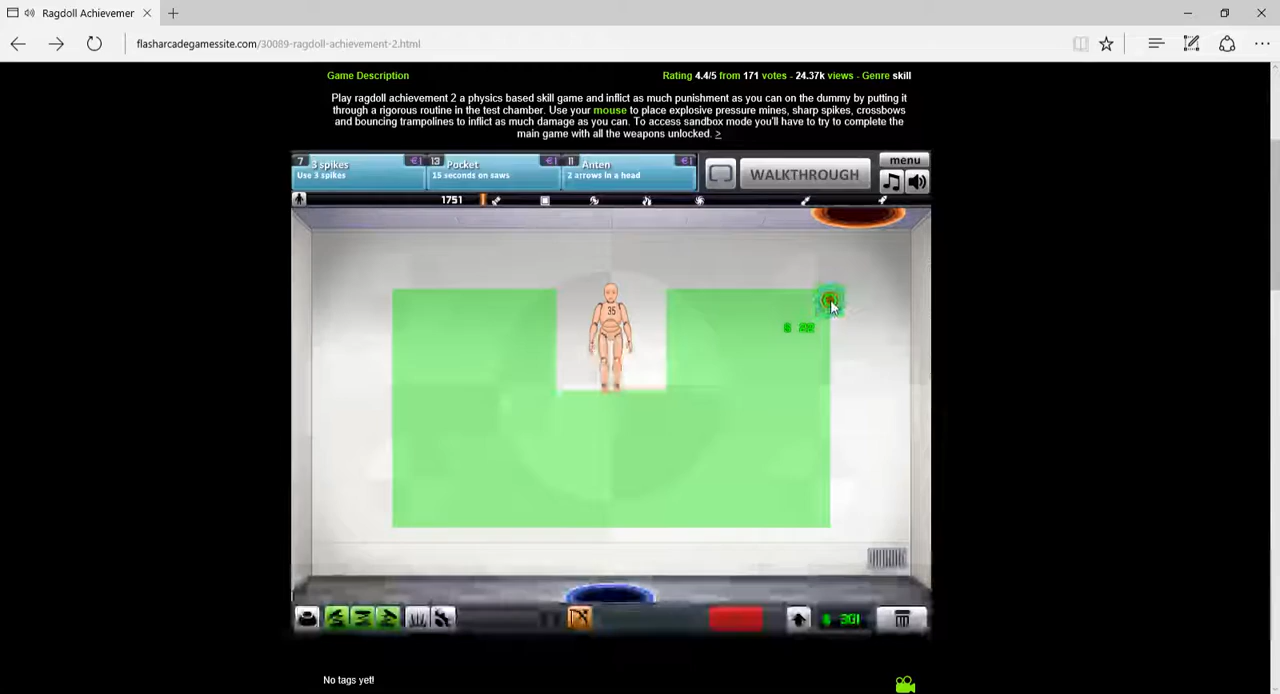 Ragdoll Achievemer
flasharcadegamessite.com/30089-ragdoll-achievement-2.html
Game Description
Rating 4.4/5 from 171 votes - 24.37k views - Genre skill
Play ragdoll achievement 2 a physics based skill game and inflict as much punishment as you can on the dummy by putting it
through a rigorous routine in the test chamber. Use your mouse to place explosive pressure mines, sharp spikes, crossbows
and bouncing trampolines to inflict as much damage as you can. To access sandbox mode you'll have to try to complete the
main game with all the weapons unlocked. >
7 3 spikes €1 13 Pocket €1 11 Anten €1
Use 3 spikes 15 seconds on saws 2 arrows in a head
WALKTHROUGH
menu
1751
35
$ 301
No tags yet!